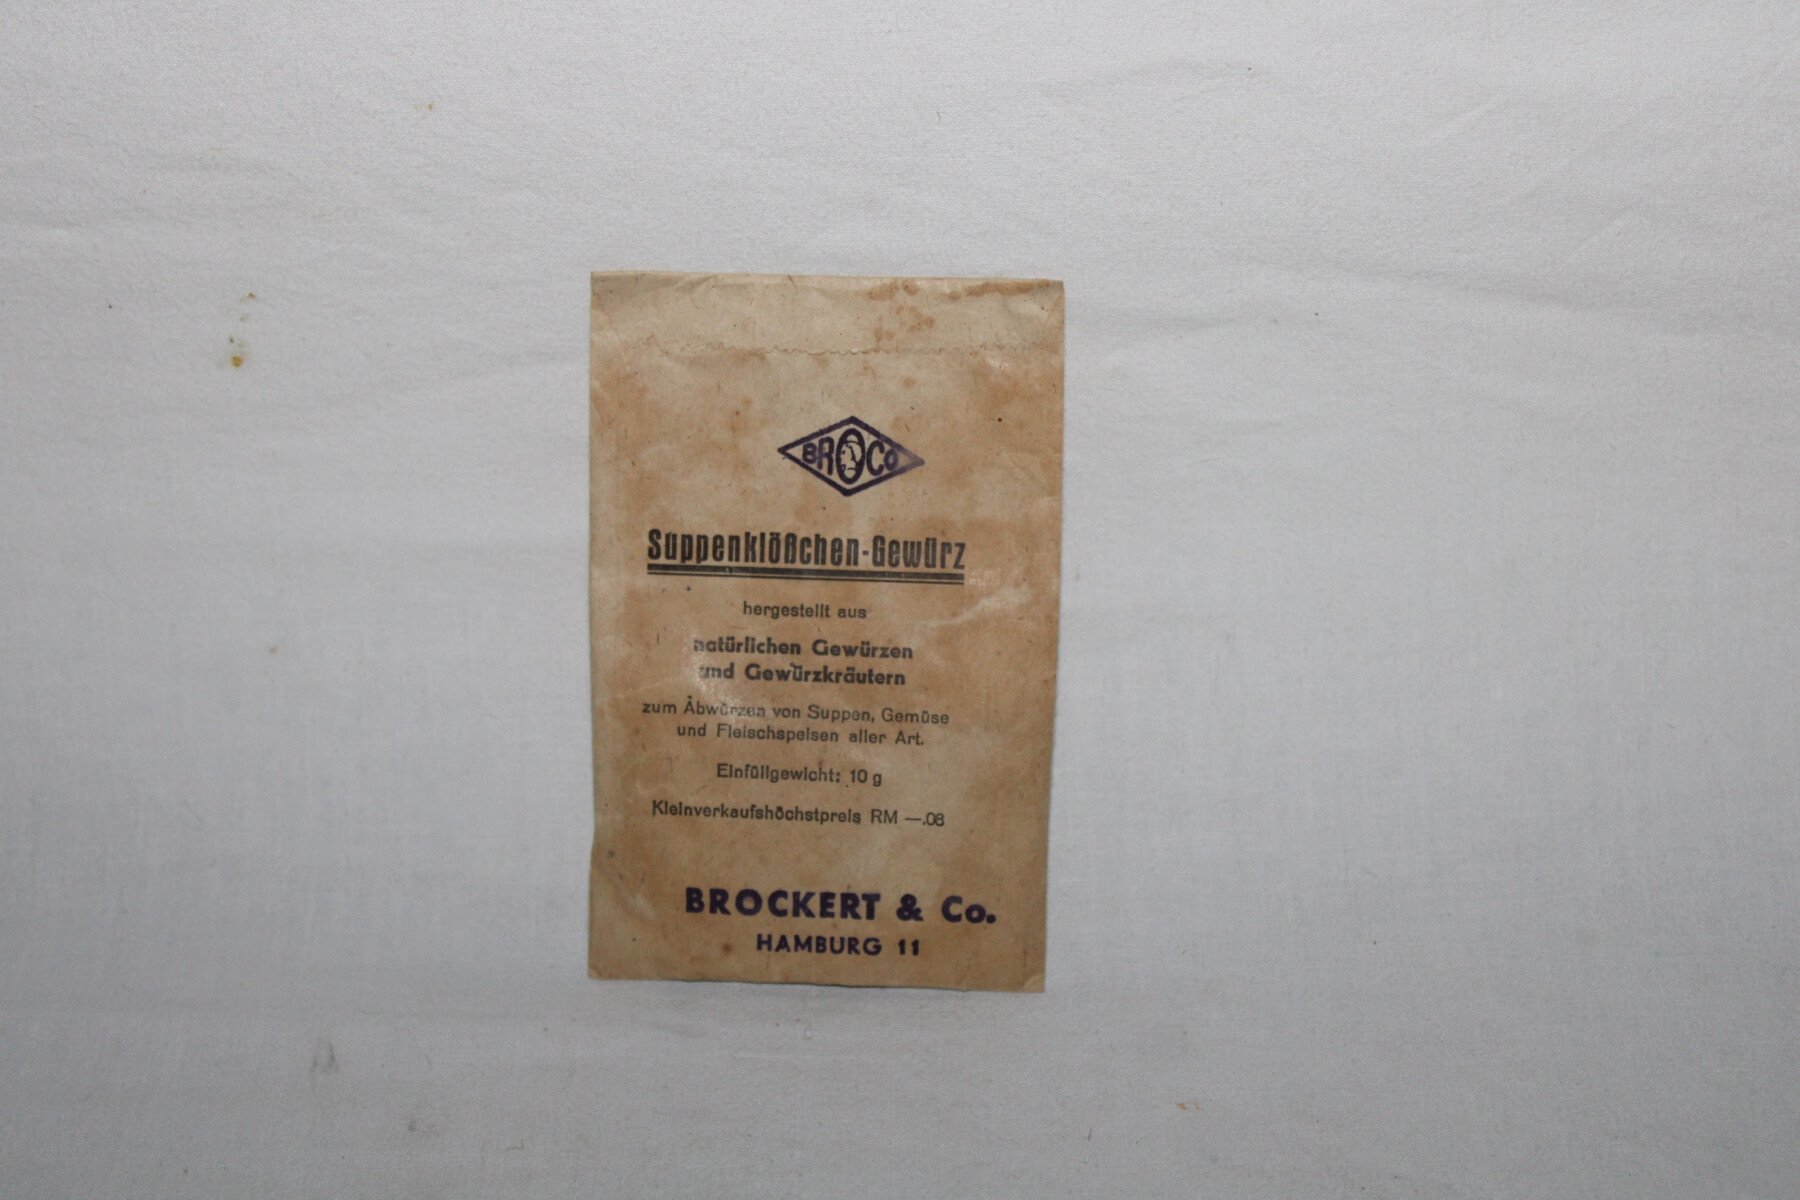 BROCO
Suppenklößchen-Gewürz
hergestellt aus
natürlichen Gewürzen
und Gewürzkräutern
zum Abwürzen von Suppen, Gemüse
und Fleischspeisen aller Art.
Einfüllgewicht: 10 g
Kleinverkaufshöchstpreis RM —.08
BROCKERT & Co.
HAMBURG 11